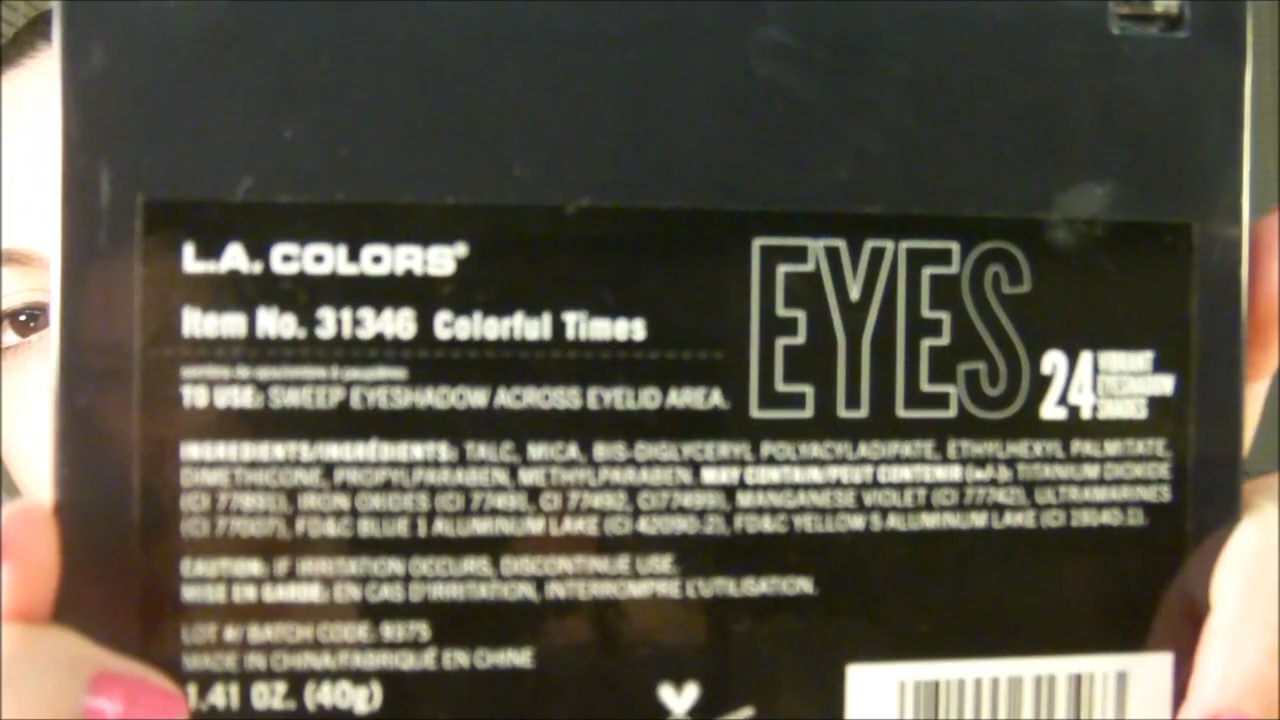 L.A. COLORS®
Item No. 31346 Colorful Times
EYES
24 VIBRANT
EYESHADOW
SHADES
TO USE: SWEEP EYESHADOW ACROSS EYELID AREA.
INGREDIENTS/INGRÉDIENTS: TALC, MICA, BIS-DIGLYCERYL POLYACYLADIPATE, ETHYLHEXYL PALMITATE,
DIMETHICONE, PROPYLPARABEN, METHYLPARABEN. MAY CONTAIN/PEUT CONTENIR (+/-): TITANIUM DIOXIDE
(CI 77891), IRON OXIDES (CI 77491, CI 77492, CI77499), MANGANESE VIOLET (CI 77742), ULTRAMARINES
(CI 77007), FD&C BLUE 1 ALUMINUM LAKE (CI 42090:2), FD&C YELLOW 5 ALUMINUM LAKE (CI 19140:1).
CAUTION: IF IRRITATION OCCURS, DISCONTINUE USE.
MISE EN GARDE: EN CAS D'IRRITATION, INTERROMPRE L'UTILISATION.
LOT #/ BATCH CODE: 9375
MADE IN CHINA/FABRIQUÉ EN CHINE
1.41 OZ. (40g)